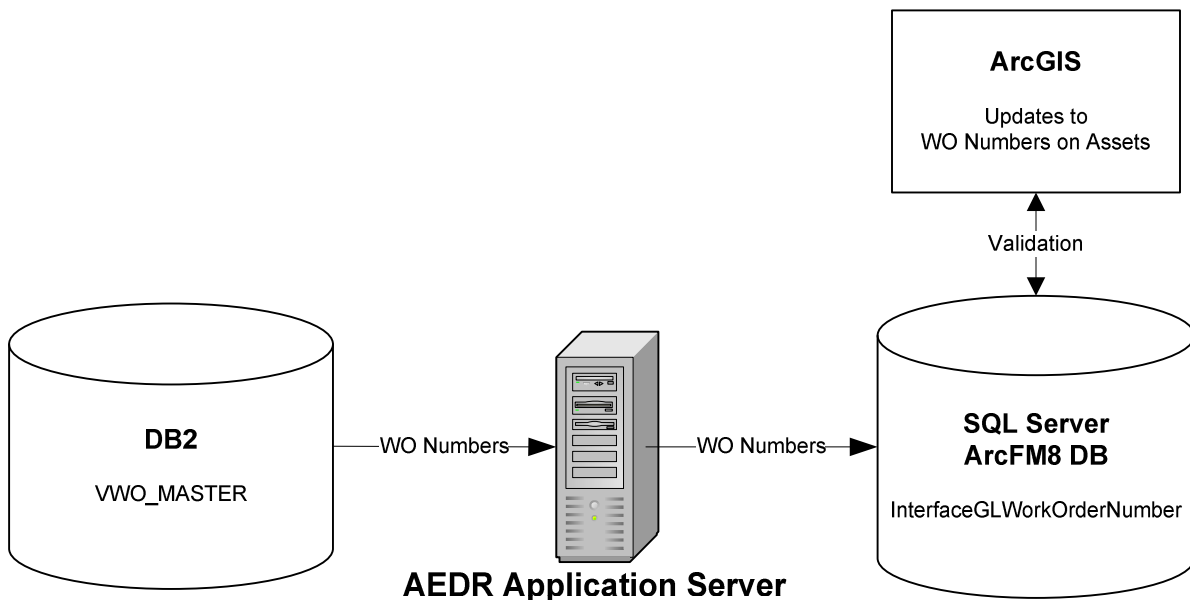 ArcGIS
Updates to
WO Numbers on Assets
Validation
DB2
VWO_MASTER
WO Numbers
WO Numbers
SQL Server
ArcFM8 DB
InterfaceGLWorkOrderNumber
AEDR Application Server